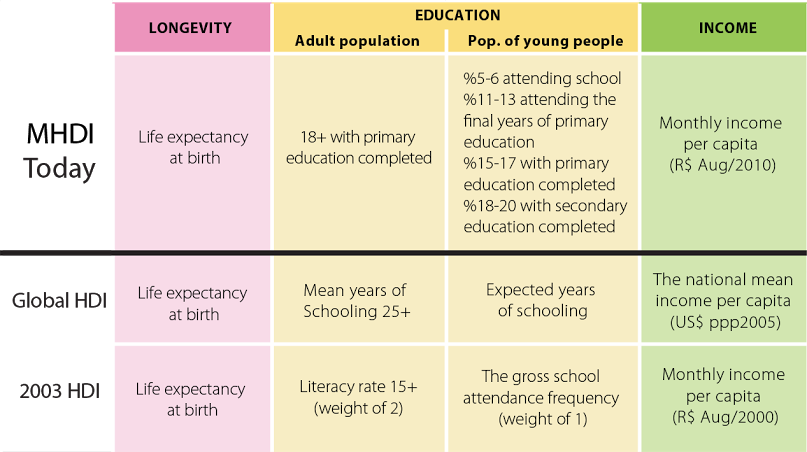 LONGEVITY
EDUCATION
INCOME
Adult population
Pop. of young people
MHDI
Today
Life expectancy
at birth
18+ with primary
education completed
%5-6 attending school
%11-13 attending the
final years of primary
education
%15-17 with primary
education completed
%18-20 with secondary
education completed
Monthly income
per capita
(R$ Aug/2010)
Global HDI
Life expectancy
at birth
Mean years of
Schooling 25+
Expected years
of schooling
The national mean
income per capita
(US$ ppp2005)
2003 HDI
Life expectancy
at birth
Literacy rate 15+
(weight of 2)
The gross school
attendance frequency
(weight of 1)
Monthly income
per capita
(R$ Aug/2000)